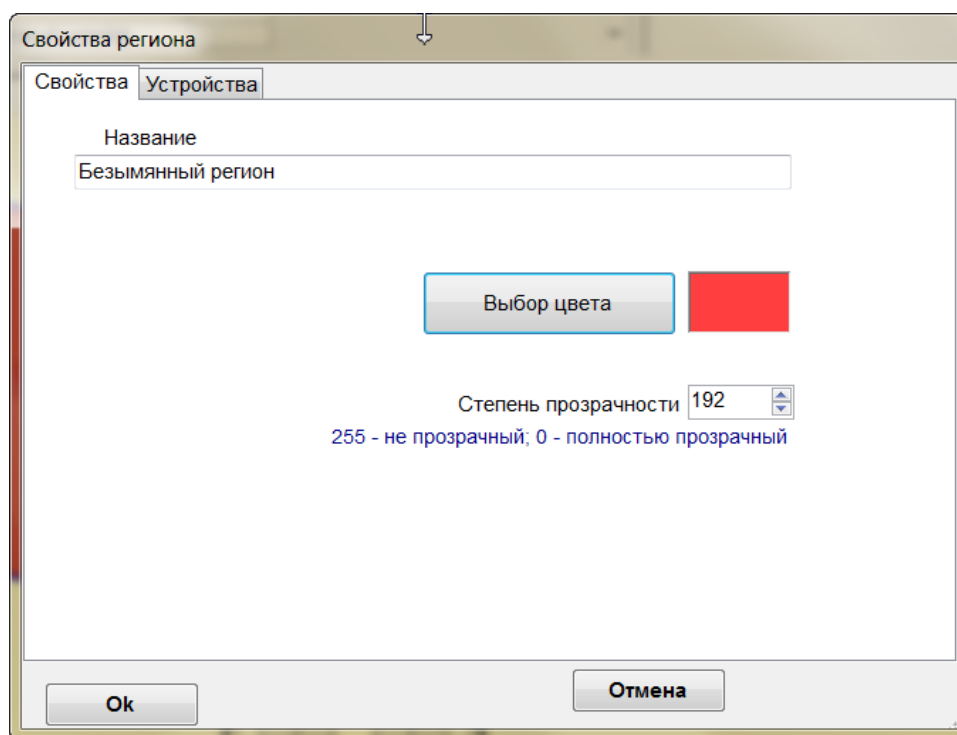 Свойства региона
Свойства Устройства
Название
Безымянный регион
Выбор цвета
Степень прозрачности 192
255 - не прозрачный; 0 - полностью прозрачный
Ok Отмена